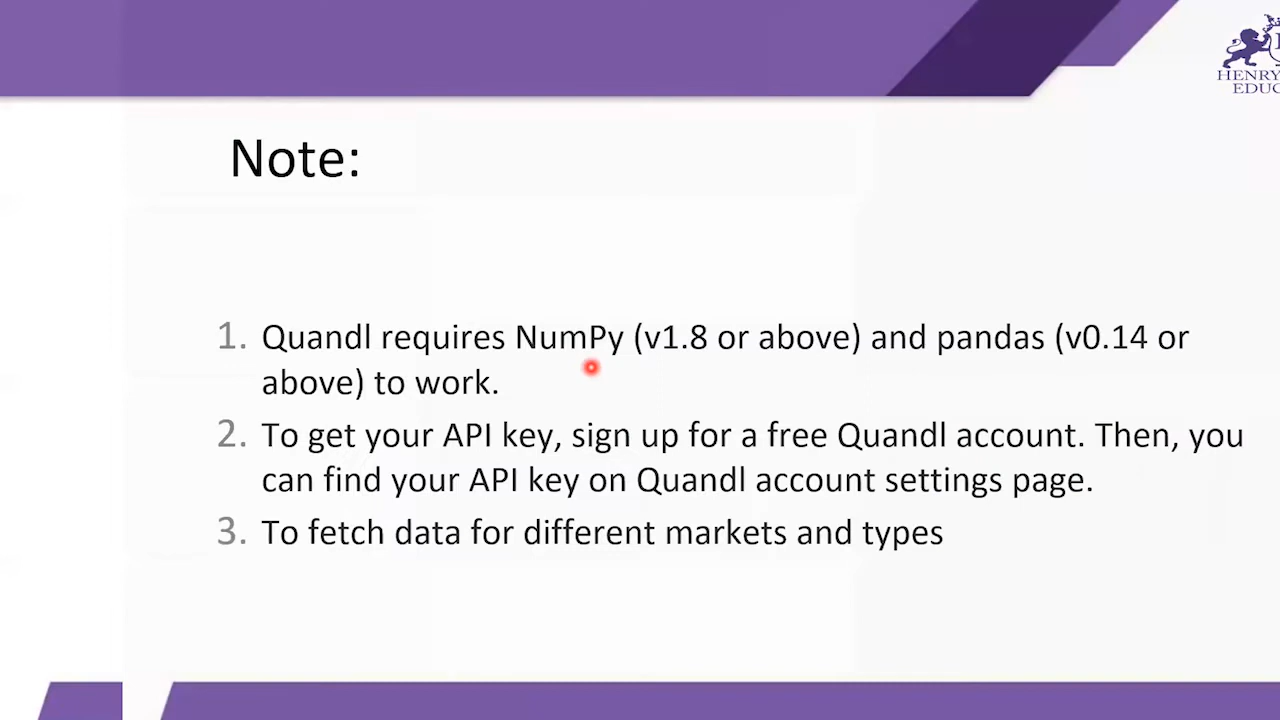 HENRY
EDUC
Note:
1. Quandl requires NumPy (v1.8 or above) and pandas (v0.14 or
above) to work.
2. To get your API key, sign up for a free Quandl account. Then, you
can find your API key on Quandl account settings page.
3. To fetch data for different markets and types